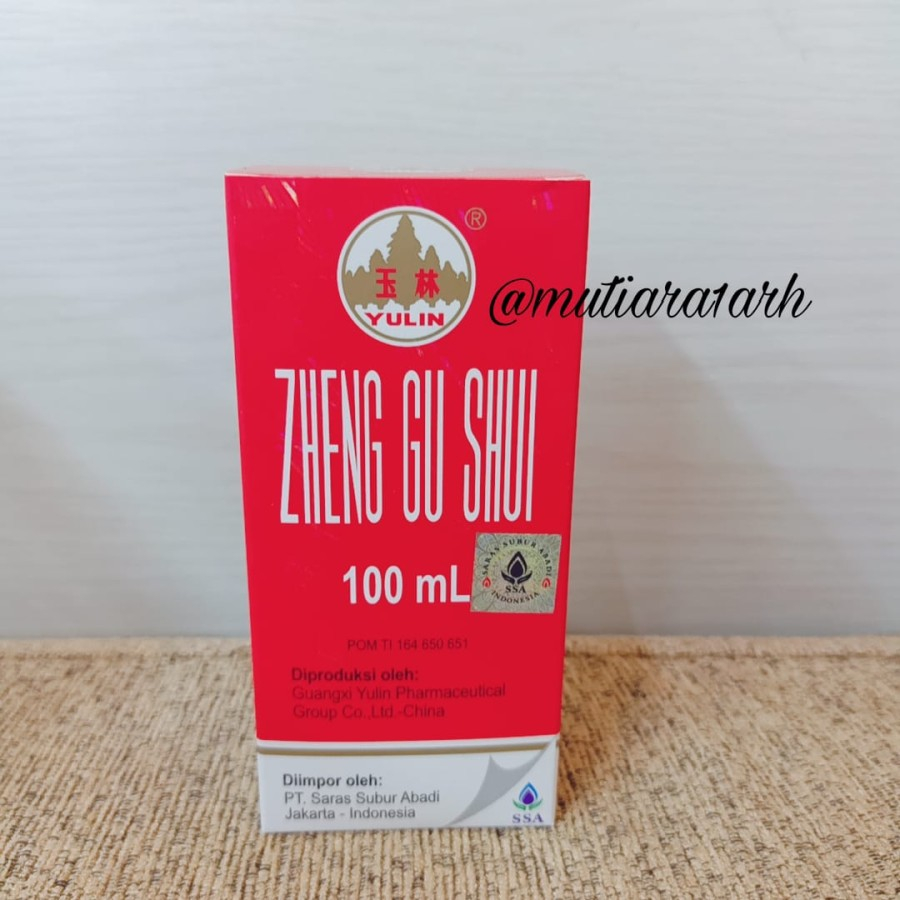 玉林
YULIN
®
@mutiara1arh
ZHENG GU SHUI
100 mL
SARAS SUBUR ABADI
SSA
INDONESIA
POM TI 164 650 651
Diproduksi oleh:
Guangxi Yulin Pharmaceutical
Group Co.,Ltd.-China
Diimpor oleh:
PT. Saras Subur Abadi
Jakarta - Indonesia
SSA